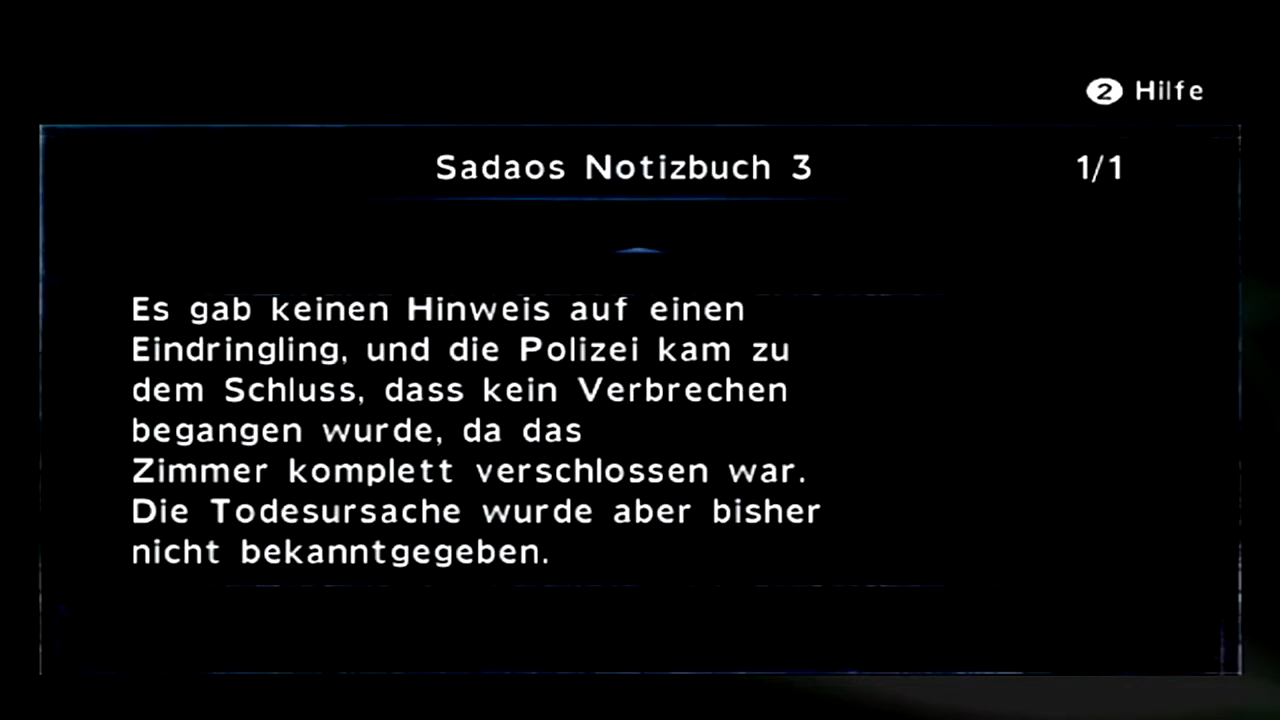 2 Hilfe
Sadaos Notizbuch 3 1/1
Es gab keinen Hinweis auf einen
Eindringling, und die Polizei kam zu
dem Schluss, dass kein Verbrechen
begangen wurde, da das
Zimmer komplett verschlossen war.
Die Todesursache wurde aber bisher
nicht bekanntgegeben.